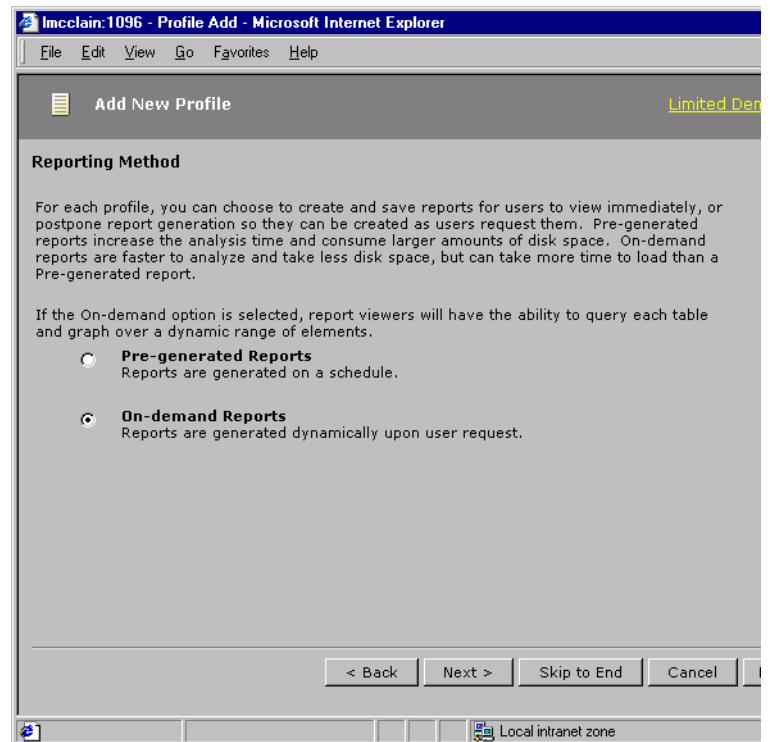 lmcclain:1096 - Profile Add - Microsoft Internet Explorer
File Edit View Go Favorites Help
Add New Profile
Limited
Reporting Method
For each profile, you can choose to create and save reports for users to view immediately, or
postpone report generation so they can be created as users request them. Pre-generated
reports increase the analysis time and consume larger amounts of disk space. On-demand
reports are faster to analyze and take less disk space, but can take more time to load than a
Pre-generated report.
If the On-demand option is selected, report viewers will have the ability to query each table
and graph over a dynamic range of elements.
Pre-generated Reports
Reports are generated on a schedule.
On-demand Reports
Reports are generated dynamically upon user request.
< Back Next > Skip to End Cancel
Local intranet zone